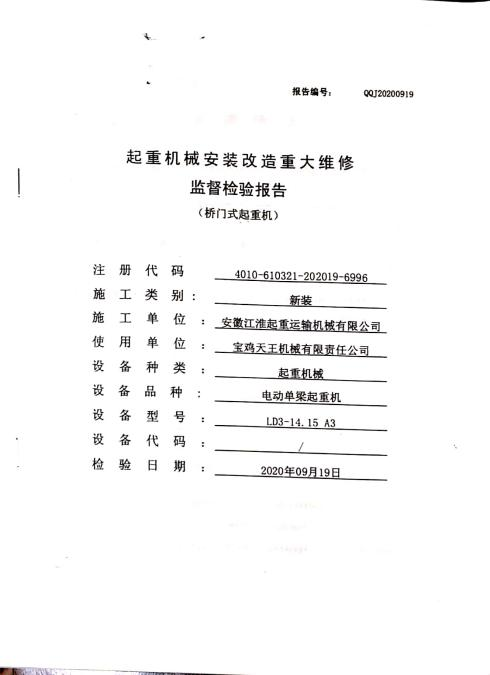 报告编号: QQJ20200919
起重机械安装改造重大维修
监督检验报告
(桥门式起重机)
注册代码 4010-610321-202019-6996
施工类别: 新装
施工单位: 安徽江淮起重运输机械有限公司
使用单位: 宝鸡天王机械有限责任公司
设备种类: 起重机械
设备品种: 电动单梁起重机
设备型号: LD3-14.15 A3
设备代码: /
检验日期: 2020年09月19日